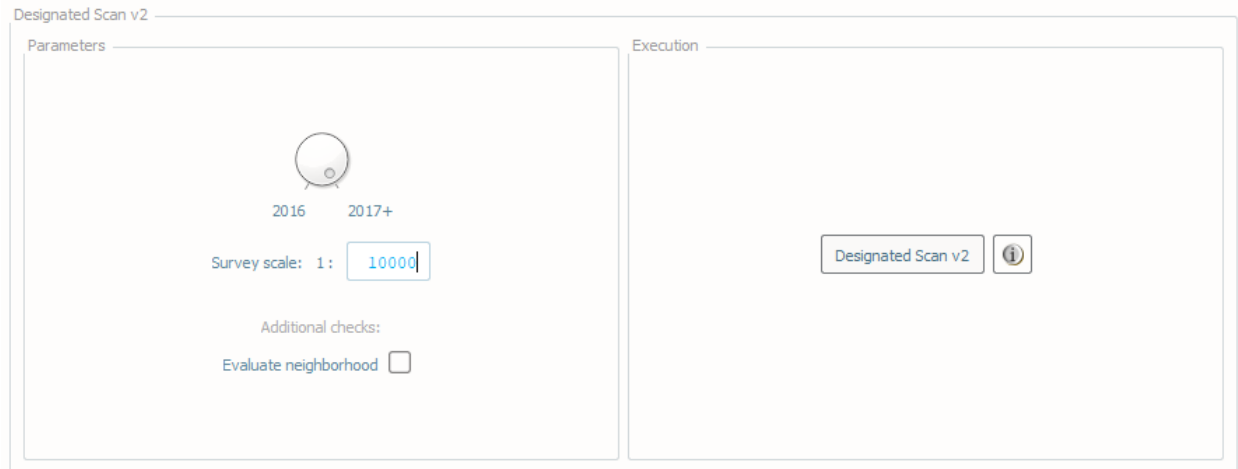 Designated Scan v2
Parameters
Execution
2016 2017+
Survey scale: 1: 10000
Designated Scan v2
Additional checks:
Evaluate neighborhood